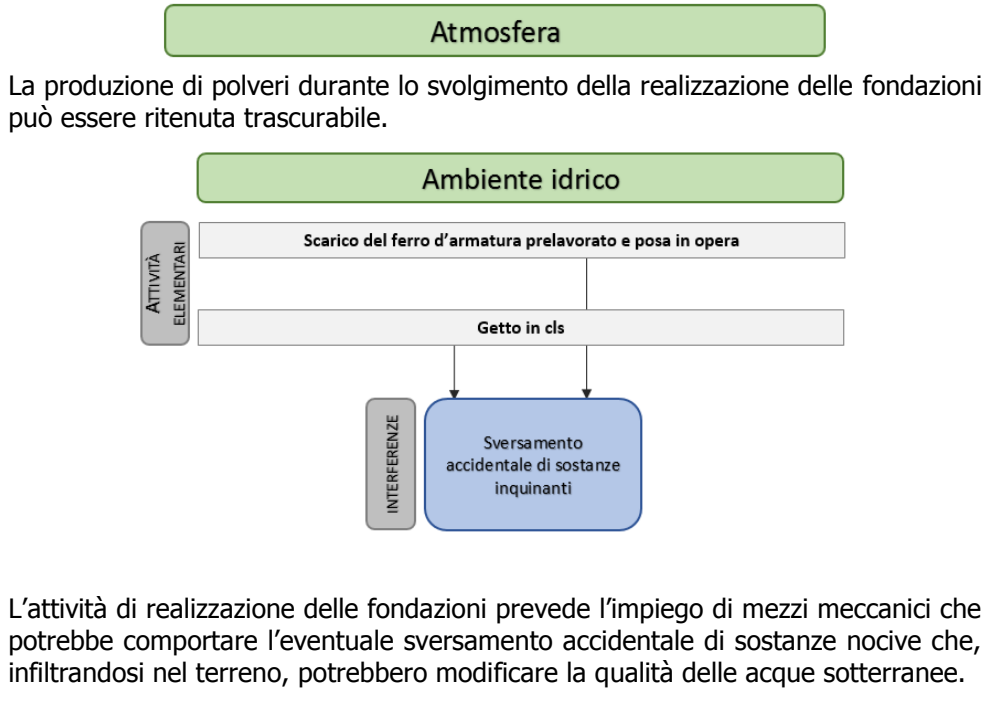 Atmosfera
La produzione di polveri durante lo svolgimento della realizzazione delle fondazioni
può essere ritenuta trascurabile.
Ambiente idrico
ATTIVITÀ
ELEMENTARI
Scarico del ferro d’armatura prelavorato e posa in opera
Getto in cls
INTERFERENZE
Sversamento
accidentale di sostanze
inquinanti
L’attività di realizzazione delle fondazioni prevede l’impiego di mezzi meccanici che
potrebbe comportare l’eventuale sversamento accidentale di sostanze nocive che,
infiltrandosi nel terreno, potrebbero modificare la qualità delle acque sotterranee.